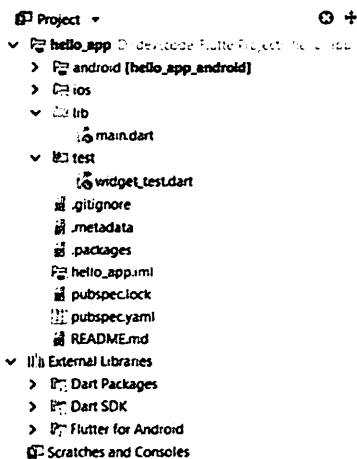 Project
hello_app
android [hello_app_android]
ios
lib
main.dart
test
widget_test.dart
.gitignore
.metadata
.packages
hello_app.iml
pubspec.lock
pubspec.yaml
README.md
External Libraries
Dart Packages
Dart SDK
Flutter for Android
Scratches and Consoles